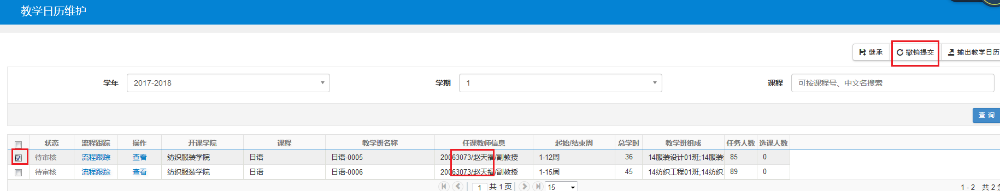 教学日历维护
继承 撤销提交 输出教学日历
学年 2017-2018 学期 1 课程 可按课程号、中文名搜索
查 询
状态 流程跟踪 操作 开课学院 课程 教学班名称 任课教师信息 起始/结束周 总学时 教学班组成 任务人数 选课人数
待审核 流程跟踪 查看 纺织服装学院 日语 日语-0005 20063073/赵天福/副教授 1-12周 36 14服装设计01班;14服装 85 0
待审核 流程跟踪 查看 纺织服装学院 日语 日语-0006 20063073/赵天福/副教授 1-15周 45 14纺织工程01班;14纺织 89 0
1 共 1 页 15 1 - 2 共 2